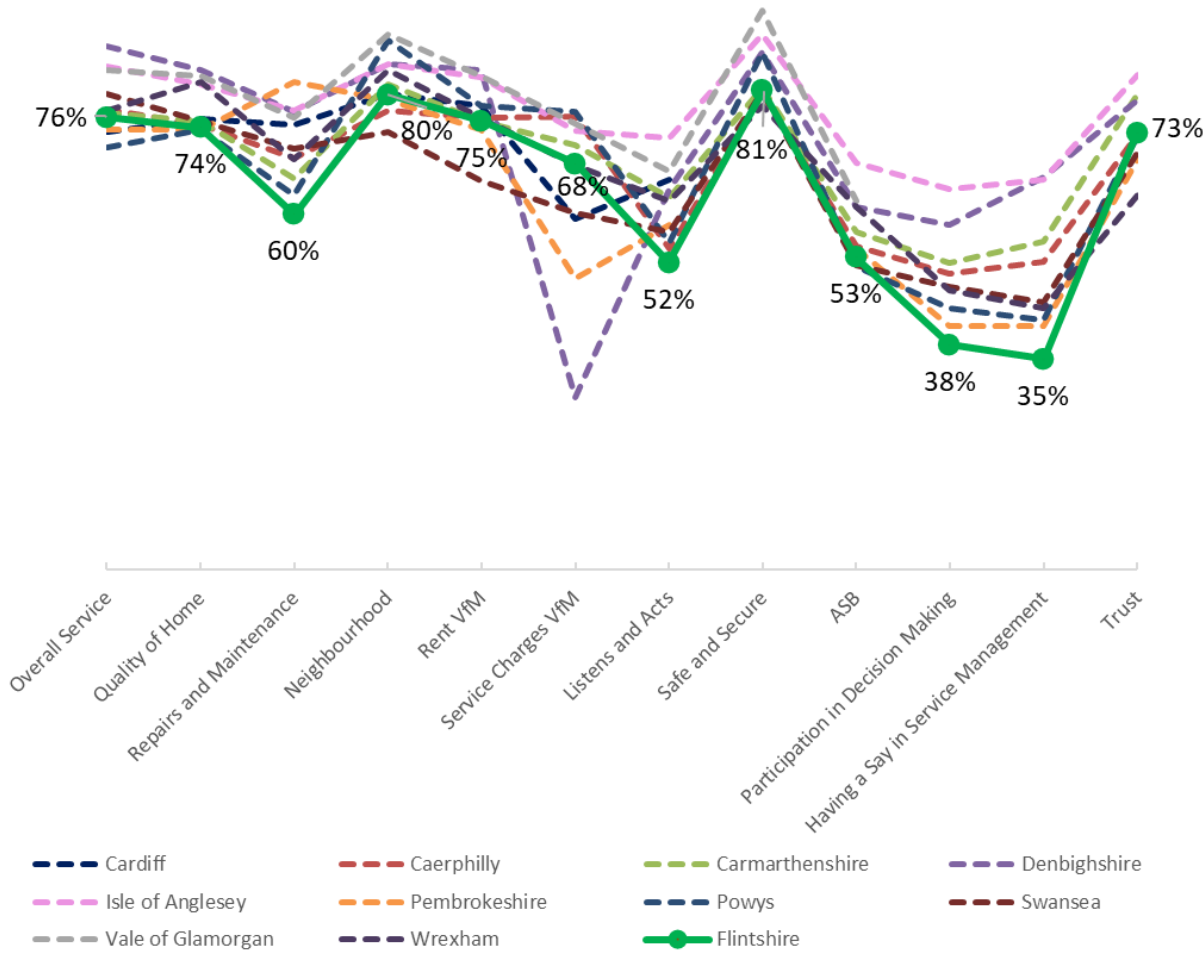 76%
74%
60%
80%
75%
68%
52%
81%
53%
38%
35%
73%
Overall Service
Quality of Home
Repairs and Maintenance
Neighbourhood
Rent VfM
Service Charges VfM
Listens and Acts
Safe and Secure
ASB
Participation in Decision Making
Having a Say in Service Management
Trust
Cardiff
Caerphilly
Carmarthenshire
Denbighshire
Isle of Anglesey
Pembrokeshire
Powys
Swansea
Vale of Glamorgan
Wrexham
Flintshire